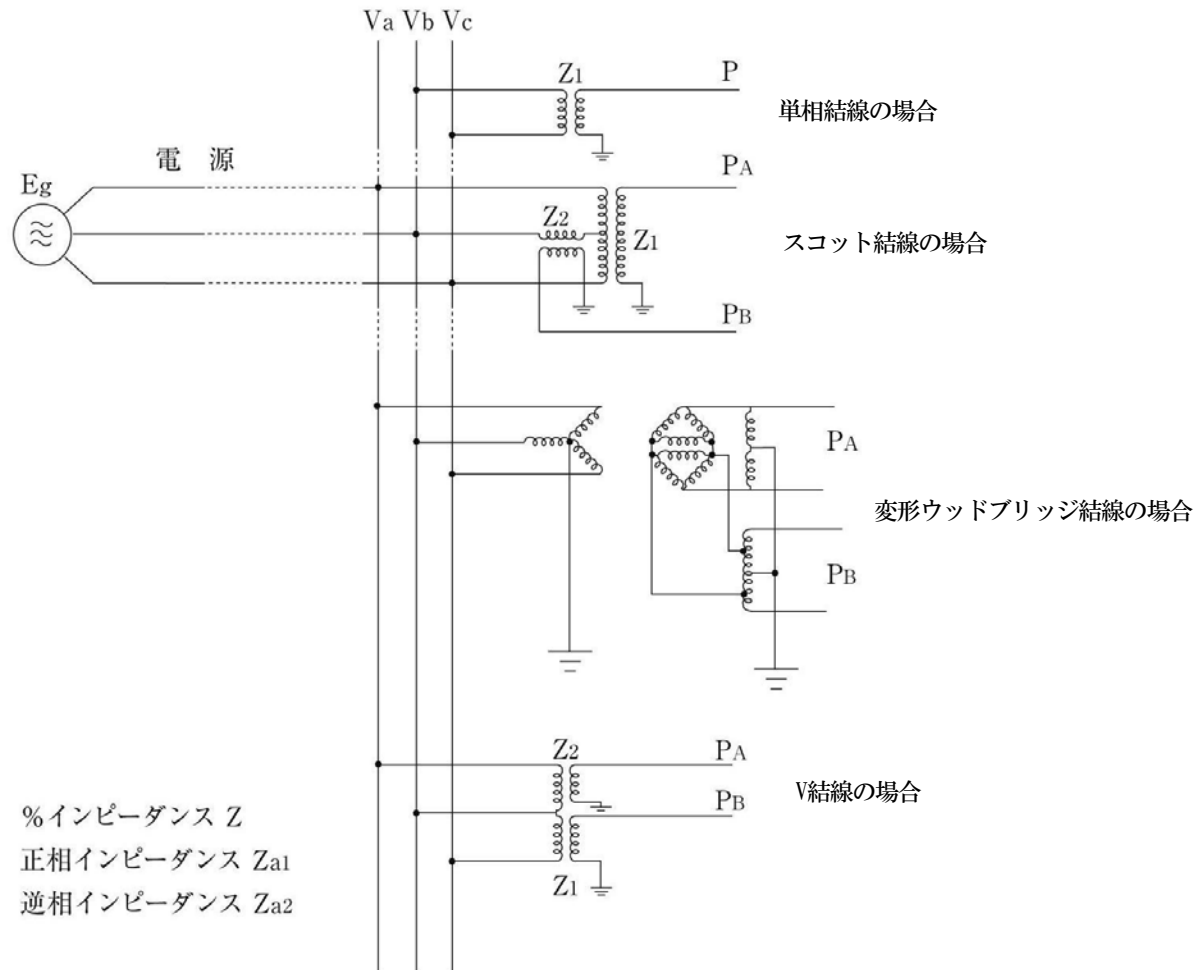 Va Vb Vc
Z1
P
単相結線の場合
電 源
Eg
PA
Z2
Z1
スコット結線の場合
PB
PA
変形ウッドブリッジ結線の場合
PB
Z2
PA
V結線の場合
PB
Z1
%インピーダンス Z
正相インピーダンス Za1
逆相インピーダンス Za2